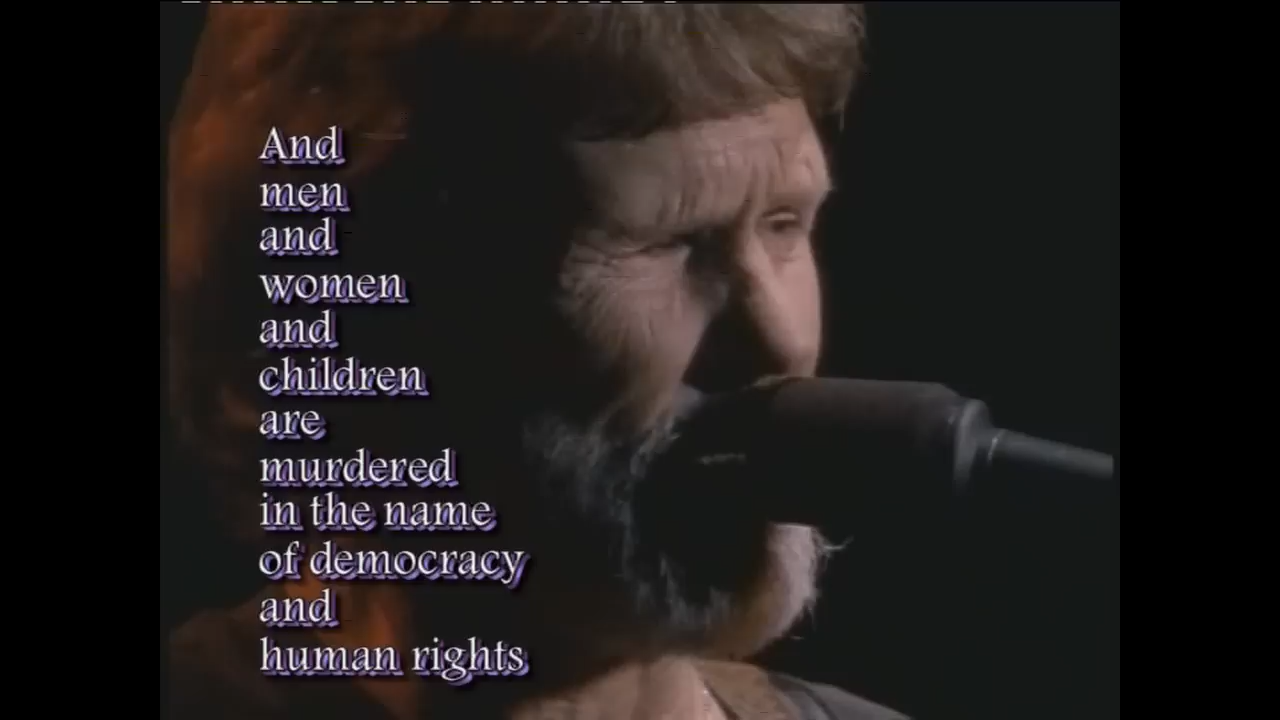 And
men
and
women
and
children
are
murdered
in the name
of democracy
and
human rights